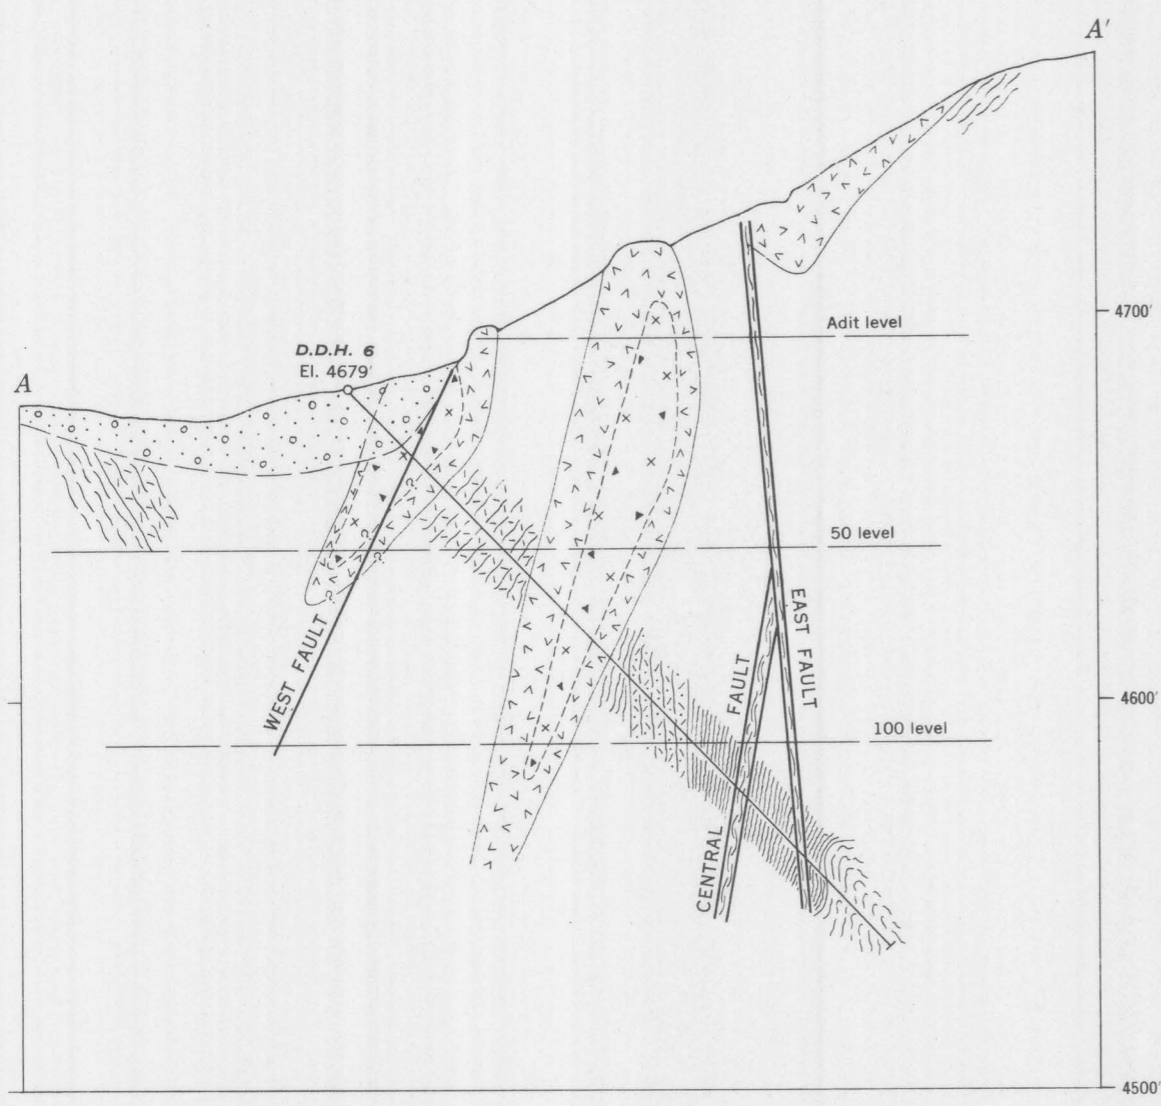 A'
4700'
Adit level
D.D.H. 6
El. 4679'
A
50 level
EAST FAULT
WEST FAULT
FAULT
4600'
100 level
CENTRAL
4500'